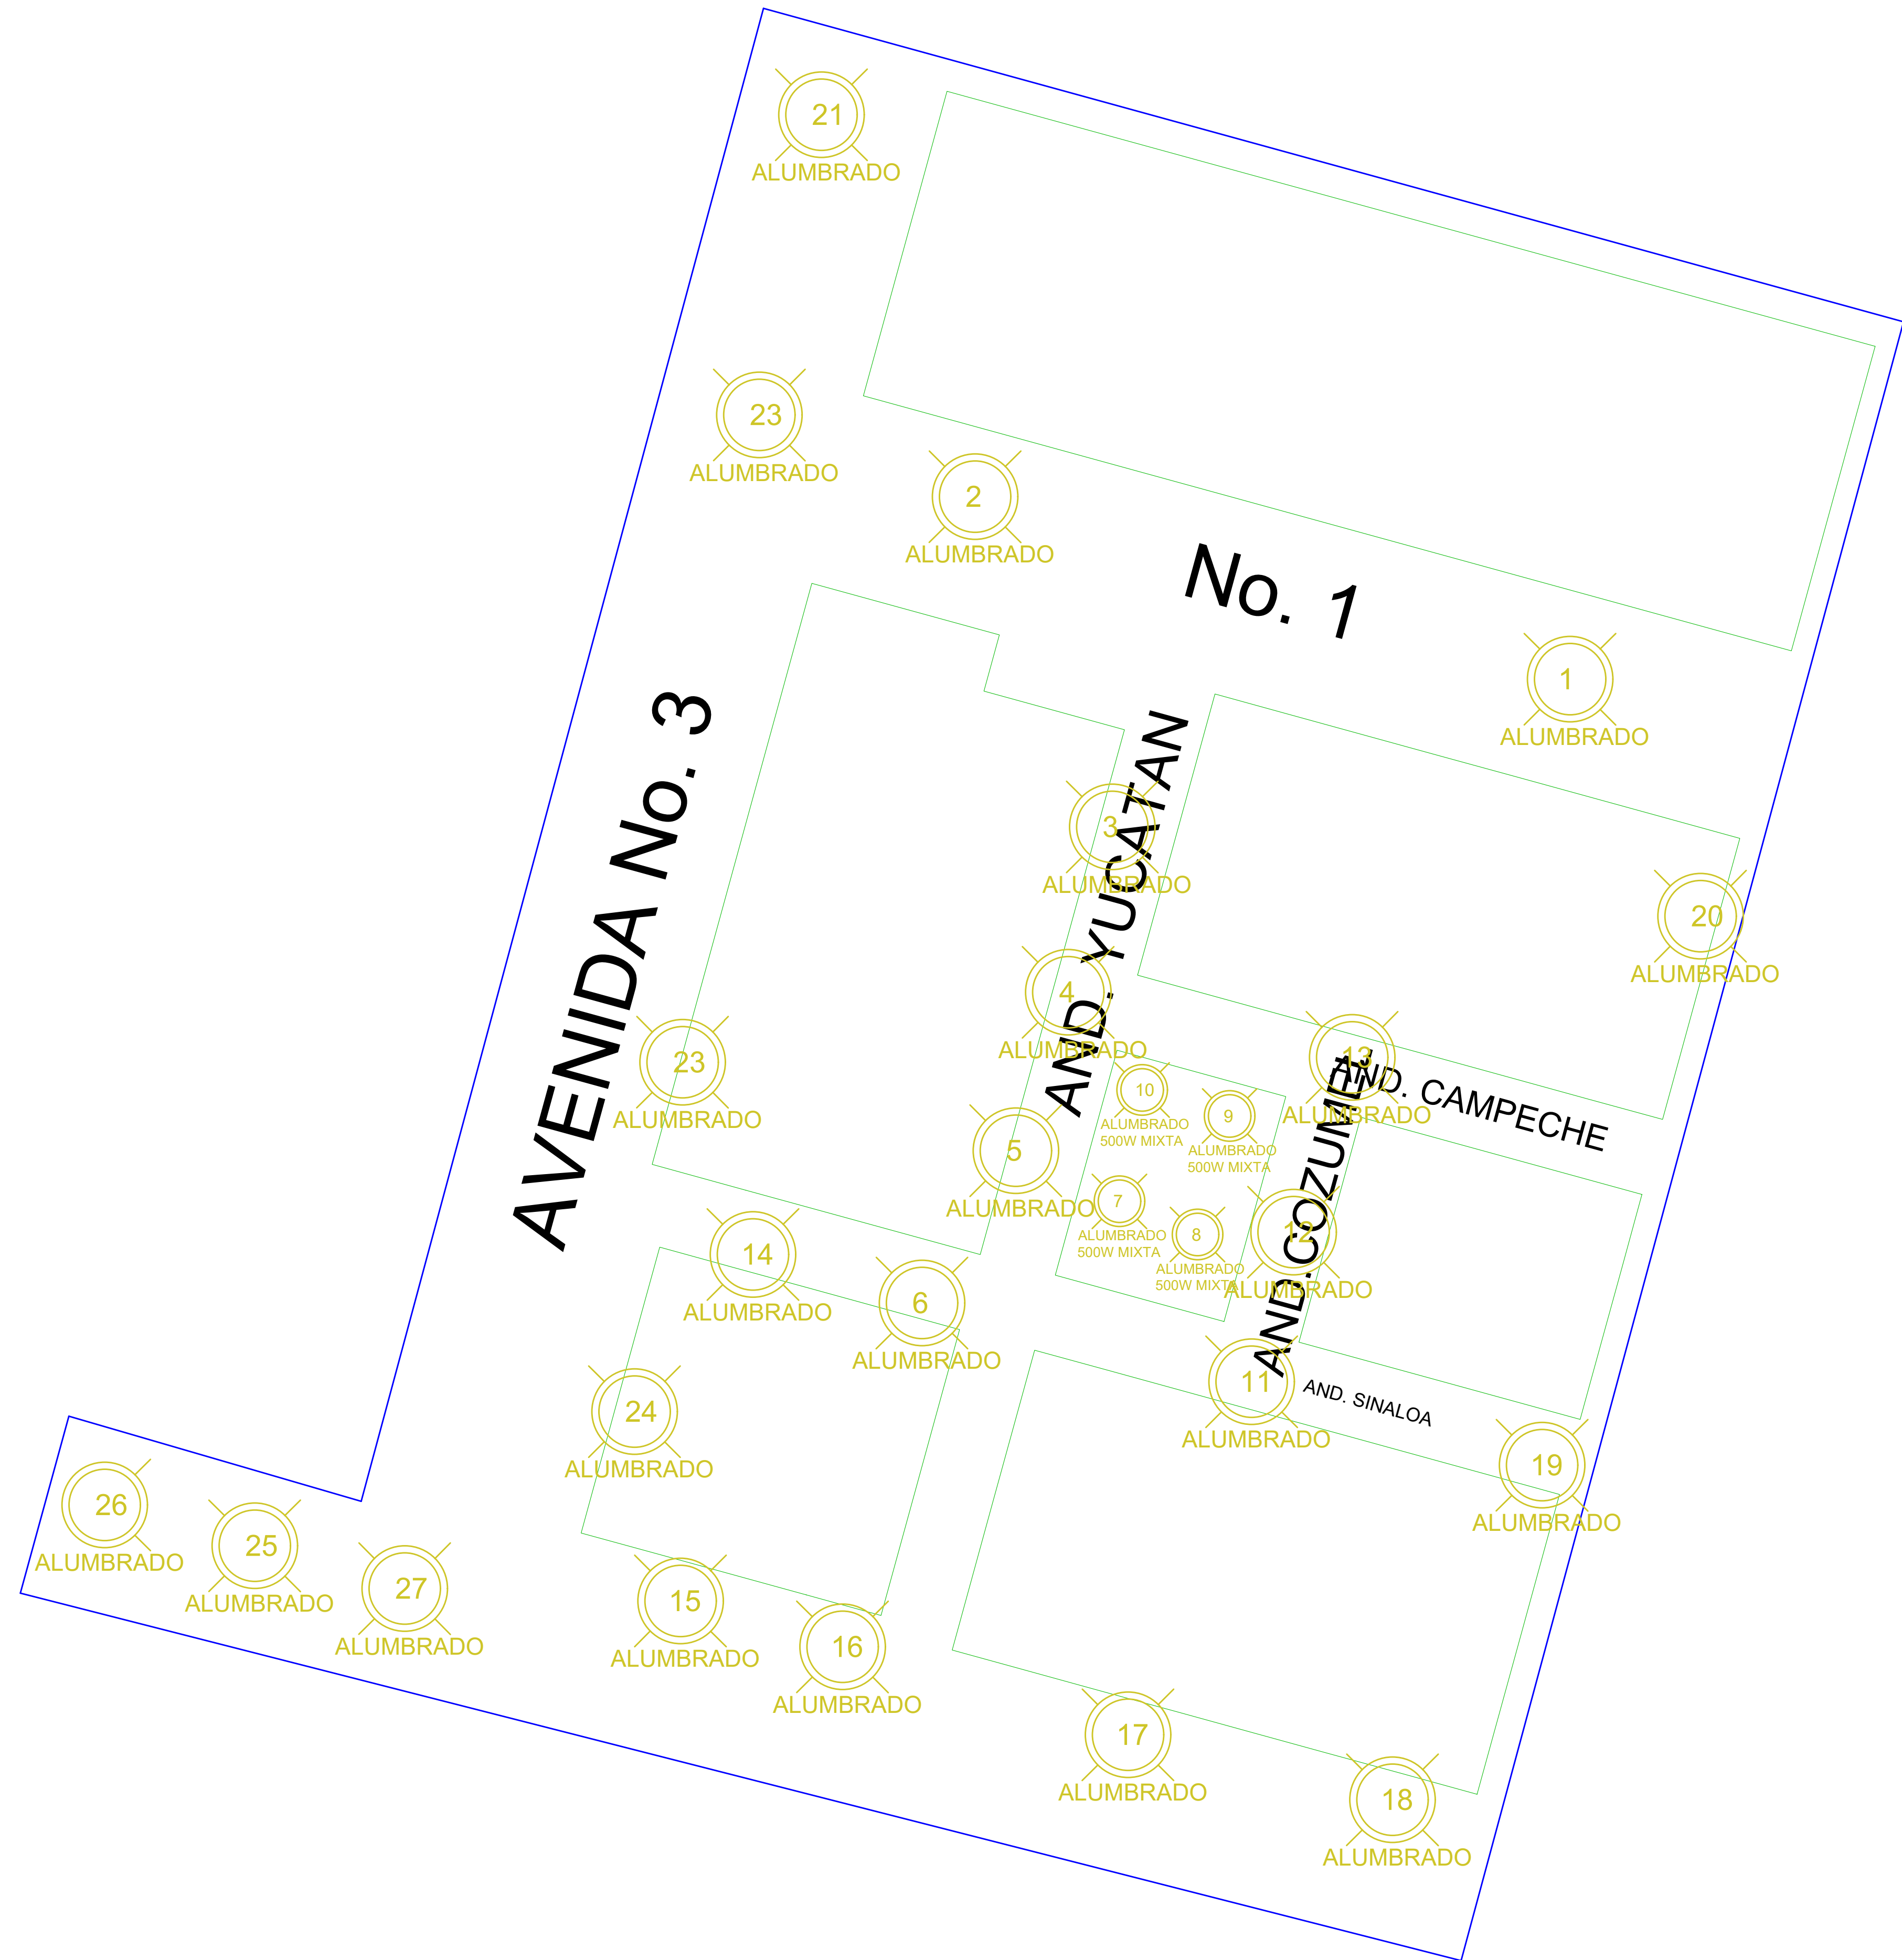 21
ALUMBRADO
23
ALUMBRADO
2
ALUMBRADO
No. 1
1
ALUMBRADO
AVENIDA No. 3
AND. YUCATAN
3
ALUMBRADO
20
ALUMBRADO
4
ALUMBRADO
23
ALUMBRADO
13
ALUMBRADO
AND. CAMPECHE
AND. COZUMEL
10
ALUMBRADO
500W MIXTA
9
ALUMBRADO
500W MIXTA
5
ALUMBRADO
7
ALUMBRADO
500W MIXTA
8
ALUMBRADO
500W MIXTA
12
ALUMBRADO
14
ALUMBRADO
6
ALUMBRADO
11
ALUMBRADO
AND. SINALOA
24
ALUMBRADO
19
ALUMBRADO
26
ALUMBRADO
25
ALUMBRADO
27
ALUMBRADO
15
ALUMBRADO
16
ALUMBRADO
17
ALUMBRADO
18
ALUMBRADO